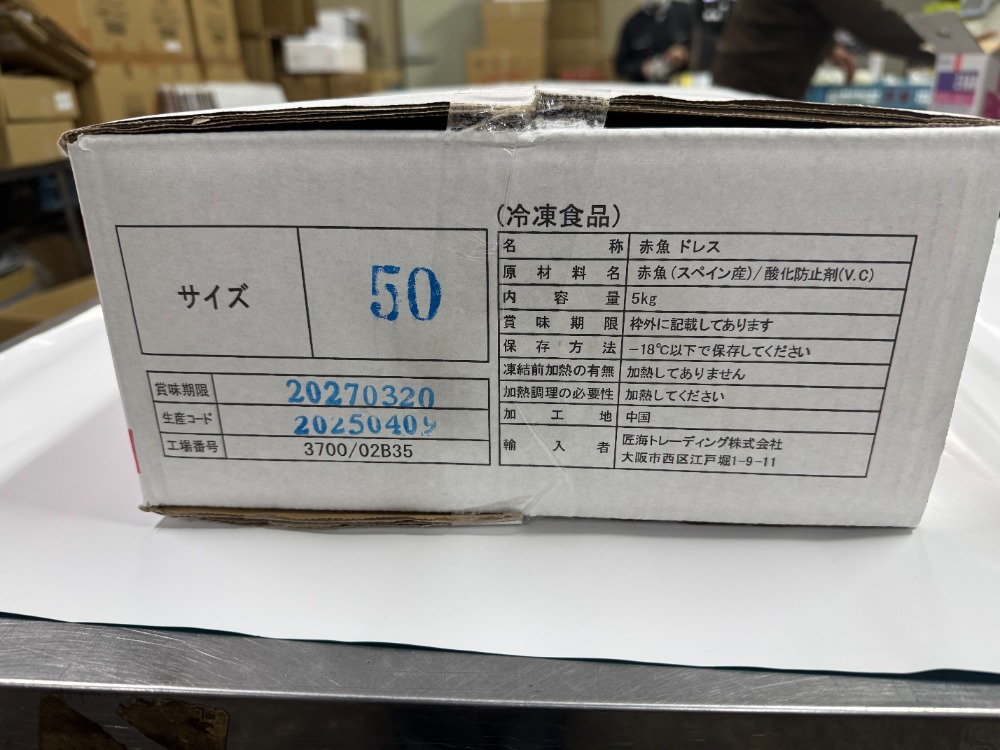 (冷凍食品)
サイズ 50
賞味期限 20270320
生産コード 20250409
工場番号 3700/02B35
名称 赤魚 ドレス
原材料名 赤魚(スペイン産)/酸化防止剤(V.C)
内容量 5kg
賞味期限 枠外に記載してあります
保存方法 -18℃以下で保存してください
凍結前加熱の有無 加熱してありません
加熱調理の必要性 加熱してください
加工地 中国
輸入者 匠海トレーディング株式会社
大阪市西区江戸堀1-9-11